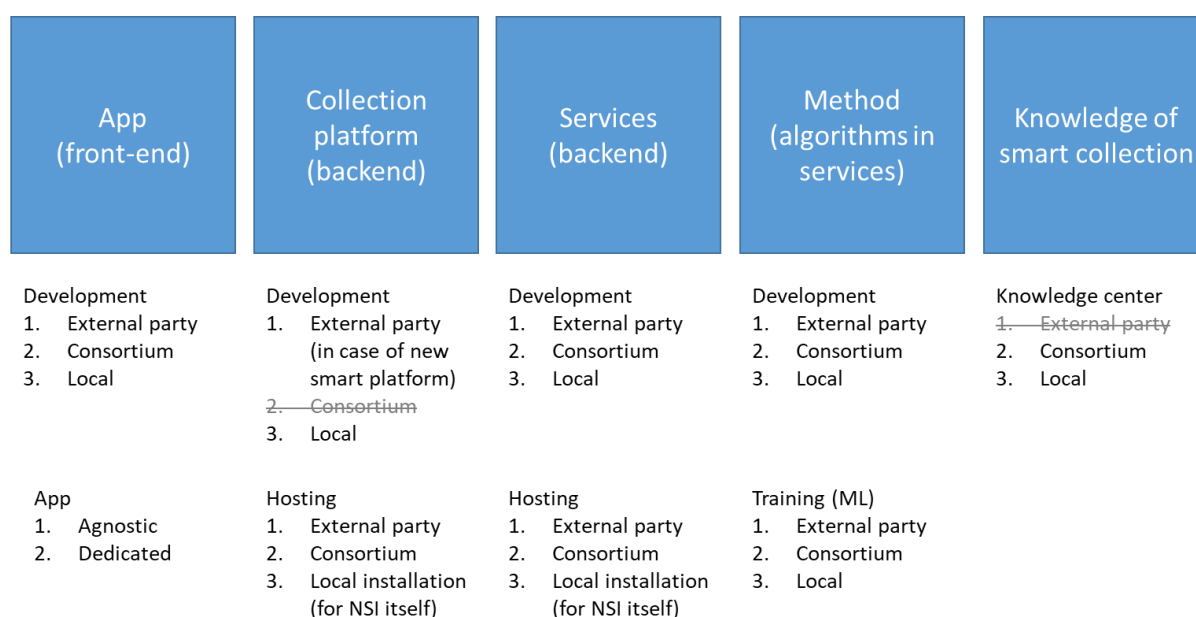 App
(front-end)
Collection
platform
(backend)
Services
(backend)
Method
(algorithms in
services)
Knowledge of
smart collection
Development
1. External party
2. Consortium
3. Local
Development
1. External party
(in case of new
smart platform)
2. Consortium
3. Local
Development
1. External party
2. Consortium
3. Local
Development
1. External party
2. Consortium
3. Local
Knowledge center
1. External party
2. Consortium
3. Local
App
1. Agnostic
2. Dedicated
Hosting
1. External party
2. Consortium
3. Local installation
(for NSI itself)
Hosting
1. External party
2. Consortium
3. Local installation
(for NSI itself)
Training (ML)
1. External party
2. Consortium
3. Local